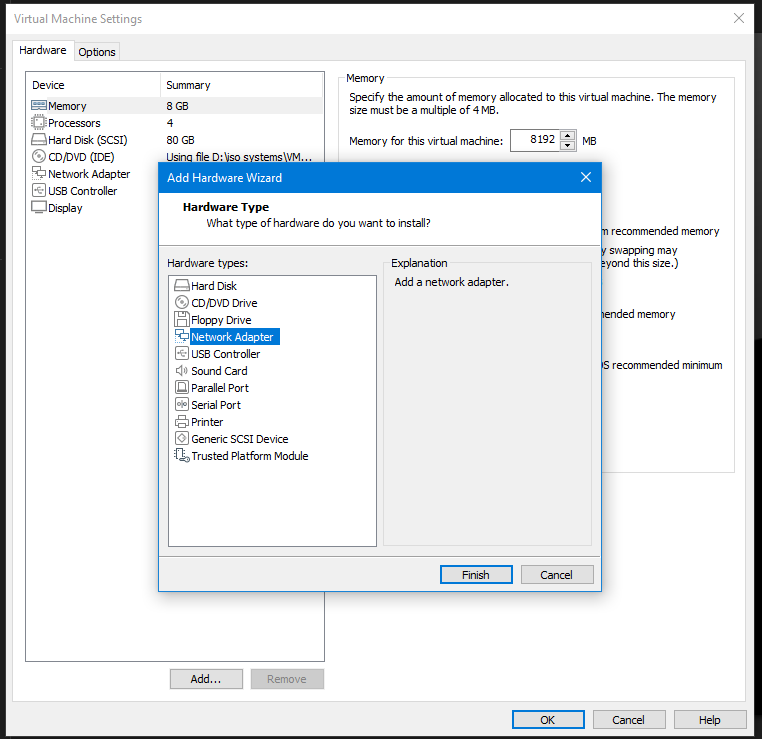 Virtual Machine Settings
Hardware Options
Device Summary
Memory 8 GB
Processors 4
Hard Disk (SCSI) 80 GB
CD/DVD (IDE) Using file D:\iso systems\VM...
Network Adapter
USB Controller
Display
Memory
Specify the amount of memory allocated to this virtual machine. The memory
size must be a multiple of 4 MB.
Memory for this virtual machine: 8192 MB
recommended memory
swapping may
beyond this size.)
recommended memory
recommended minimum
Add Hardware Wizard
Hardware Type
What type of hardware do you want to install?
Hardware types:
Hard Disk
CD/DVD Drive
Floppy Drive
Network Adapter
USB Controller
Sound Card
Parallel Port
Serial Port
Printer
Generic SCSI Device
Trusted Platform Module
Explanation
Add a network adapter.
Finish Cancel
Add... Remove
OK Cancel Help